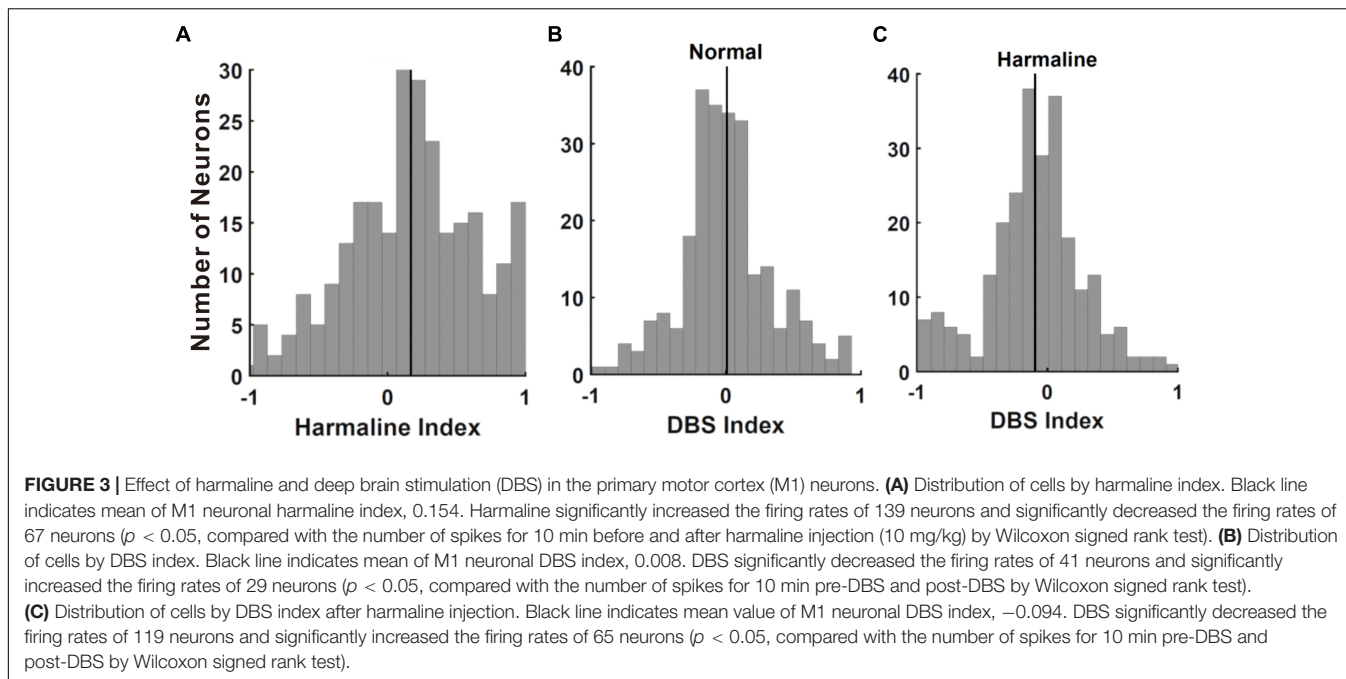 A
30
25
20
15
10
5
0
-1
0
1
Number of Neurons
Harmaline Index
B
Normal
40
30
20
10
0
-1
0
1
DBS Index
C
Harmaline
40
30
20
10
0
-1
0
1
DBS Index
FIGURE 3 | Effect of harmaline and deep brain stimulation (DBS) in the primary motor cortex (M1) neurons. (A) Distribution of cells by harmaline index. Black line
indicates mean of M1 neuronal harmaline index, 0.154. Harmaline significantly increased the firing rates of 139 neurons and significantly decreased the firing rates of
67 neurons (p < 0.05, compared with the number of spikes for 10 min before and after harmaline injection (10 mg/kg) by Wilcoxon signed rank test). (B) Distribution
of cells by DBS index. Black line indicates mean of M1 neuronal DBS index, 0.008. DBS significantly decreased the firing rates of 41 neurons and significantly
increased the firing rates of 29 neurons (p < 0.05, compared with the number of spikes for 10 min pre-DBS and post-DBS by Wilcoxon signed rank test).
(C) Distribution of cells by DBS index after harmaline injection. Black line indicates mean value of M1 neuronal DBS index, −0.094. DBS significantly decreased the
firing rates of 119 neurons and significantly increased the firing rates of 65 neurons (p < 0.05, compared with the number of spikes for 10 min pre-DBS and
post-DBS by Wilcoxon signed rank test).